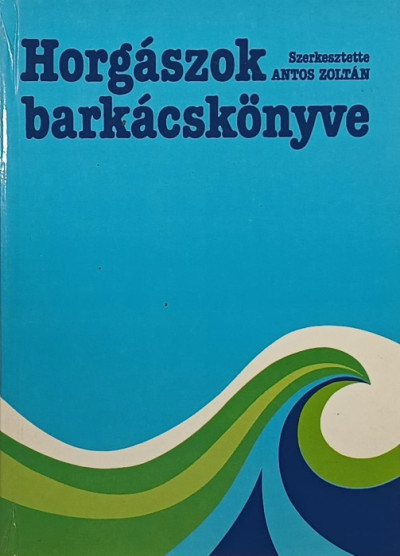 Horgászok
Szerkesztette
ANTOS ZOLTÁN
barkácskönyve